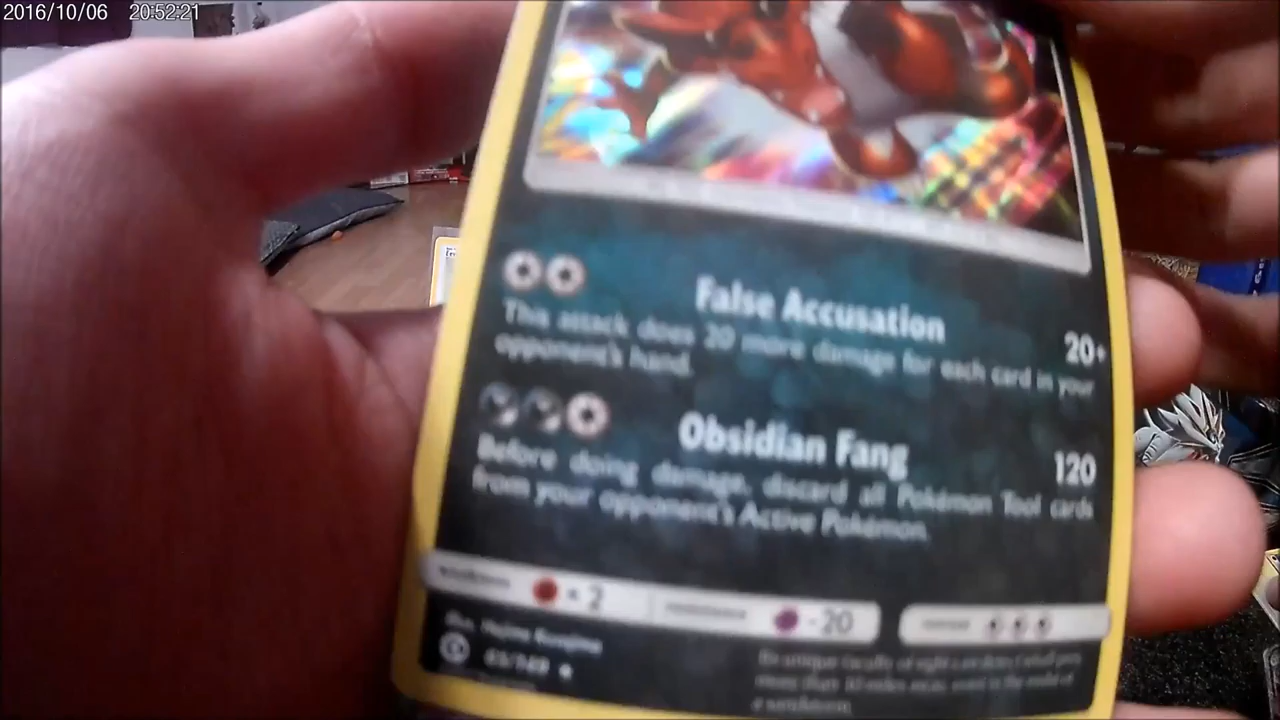 2016/10/06 20:52:21
False Accusation
20+
This attack does 20 more damage for each card in your
opponent's hand.
Obsidian Fang
120
Before doing damage, discard all Pokémon Tool cards
from your opponent's Active Pokémon.
weakness × 2 resistance -20